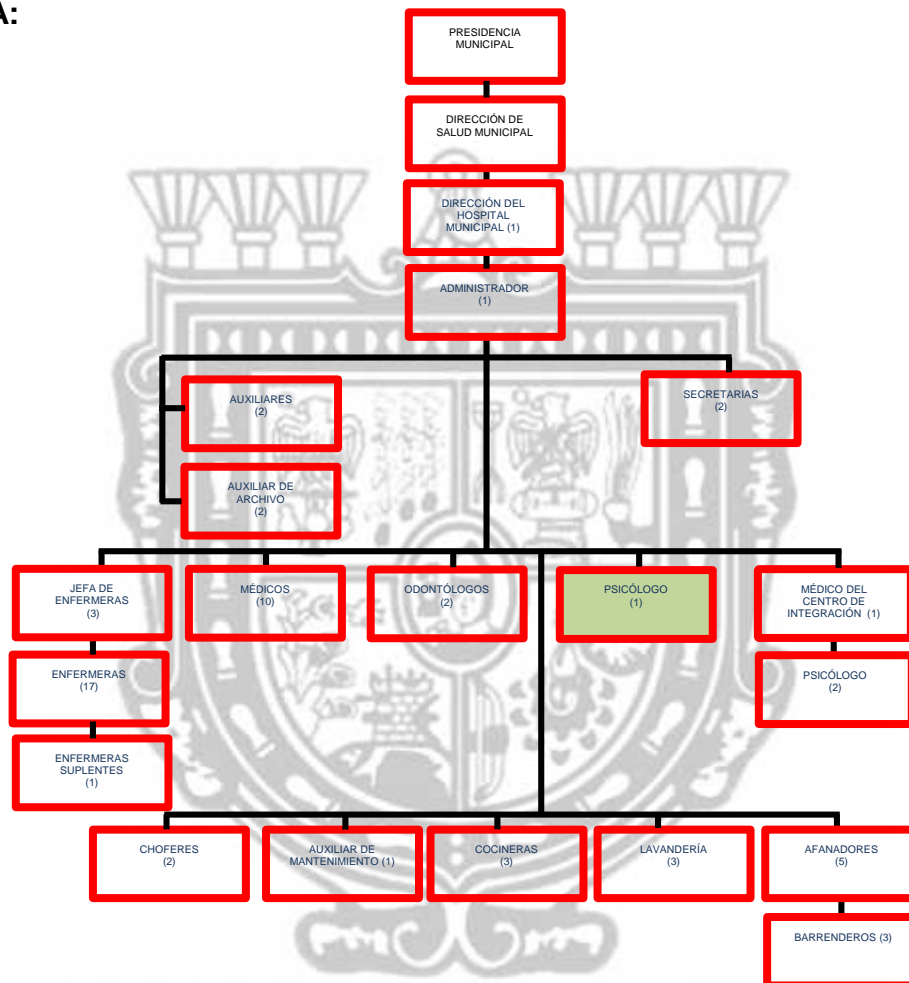 A:
PRESIDENCIA
MUNICIPAL
DIRECCIÓN DE
SALUD MUNICIPAL
DIRECCIÓN DEL
HOSPITAL
MUNICIPAL (1)
ADMINISTRADOR
(1)
AUXILIARES
(2)
SECRETARIAS
(2)
AUXILIAR DE
ARCHIVO
(2)
JEFA DE
ENFERMERAS
(3)
MÉDICOS
(10)
ODONTÓLOGOS
(2)
PSICÓLOGO
(1)
MÉDICO DEL
CENTRO DE
INTEGRACIÓN (1)
ENFERMERAS
(17)
PSICÓLOGO
(2)
ENFERMERAS
SUPLENTES
(1)
CHOFERES
(2)
AUXILIAR DE
MANTENIMIENTO (1)
COCINERAS
(3)
LAVANDERÍA
(3)
AFANADORES
(5)
BARRENDEROS (3)